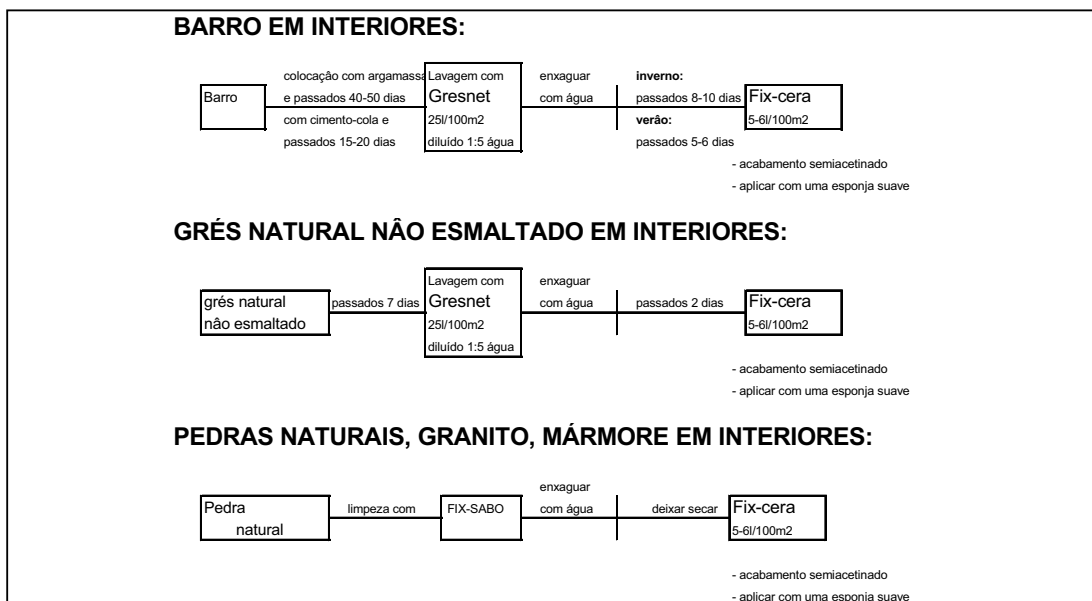 BARRO EM INTERIORES:
Barro
colocaçâo com argamassa
e passados 40-50 dias
com cimento-cola e
passados 15-20 dias
Lavagem com
Gresnet
25l/100m2
diluído 1:5 água
enxaguar
com água
inverno:
passados 8-10 dias
verâo:
passados 5-6 dias
Fix-cera
5-6l/100m2
- acabamento semiacetinado
- aplicar com uma esponja suave
GRÉS NATURAL NÂO ESMALTADO EM INTERIORES:
grés natural
nâo esmaltado
passados 7 dias
Lavagem com
Gresnet
25l/100m2
diluído 1:5 água
enxaguar
com água
passados 2 dias
Fix-cera
5-6l/100m2
- acabamento semiacetinado
- aplicar com uma esponja suave
PEDRAS NATURAIS, GRANITO, MÁRMORE EM INTERIORES:
Pedra
natural
limpeza com
FIX-SABO
enxaguar
com água
deixar secar
Fix-cera
5-6l/100m2
- acabamento semiacetinado
- aplicar com uma esponja suave